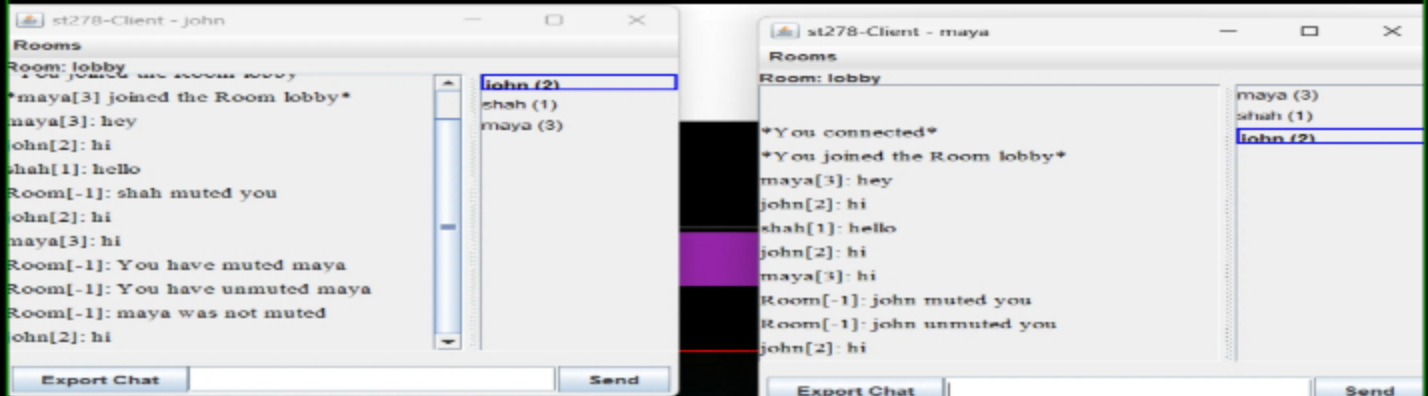 st278-Client - john
Rooms
Room: lobby
*You joined the Room lobby*
*maya[3] joined the Room lobby*
maya[3]: hey
john[2]: hi
shah[1]: hello
Room[-1]: shah muted you
john[2]: hi
maya[3]: hi
Room[-1]: You have muted maya
Room[-1]: You have unmuted maya
Room[-1]: maya was not muted
john[2]: hi
john (2)
shah (1)
maya (3)
Export Chat
Send
st278-Client - maya
Rooms
Room: lobby
*You connected*
*You joined the Room lobby*
maya[3]: hey
john[2]: hi
shah[1]: hello
john[2]: hi
maya[3]: hi
Room[-1]: john muted you
Room[-1]: john unmuted you
john[2]: hi
maya (3)
shah (1)
john (2)
Export Chat
Send